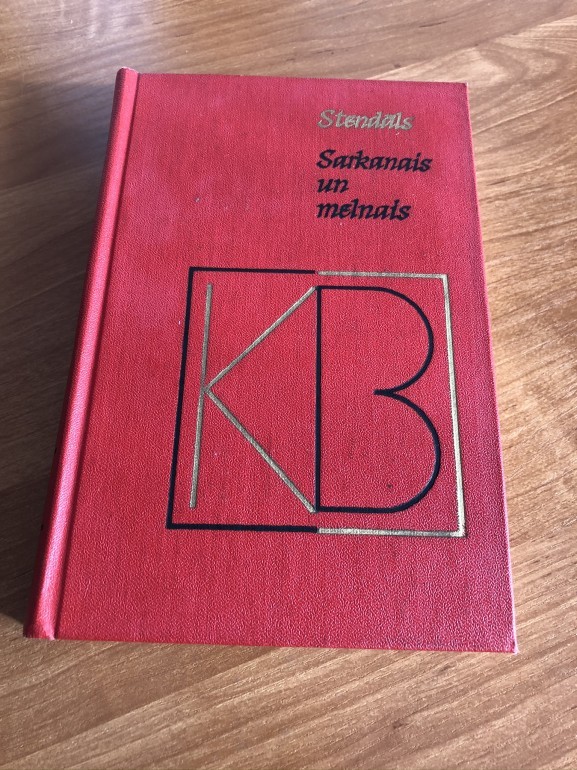 Stendāls
Sarkanais
un
melnais
KB